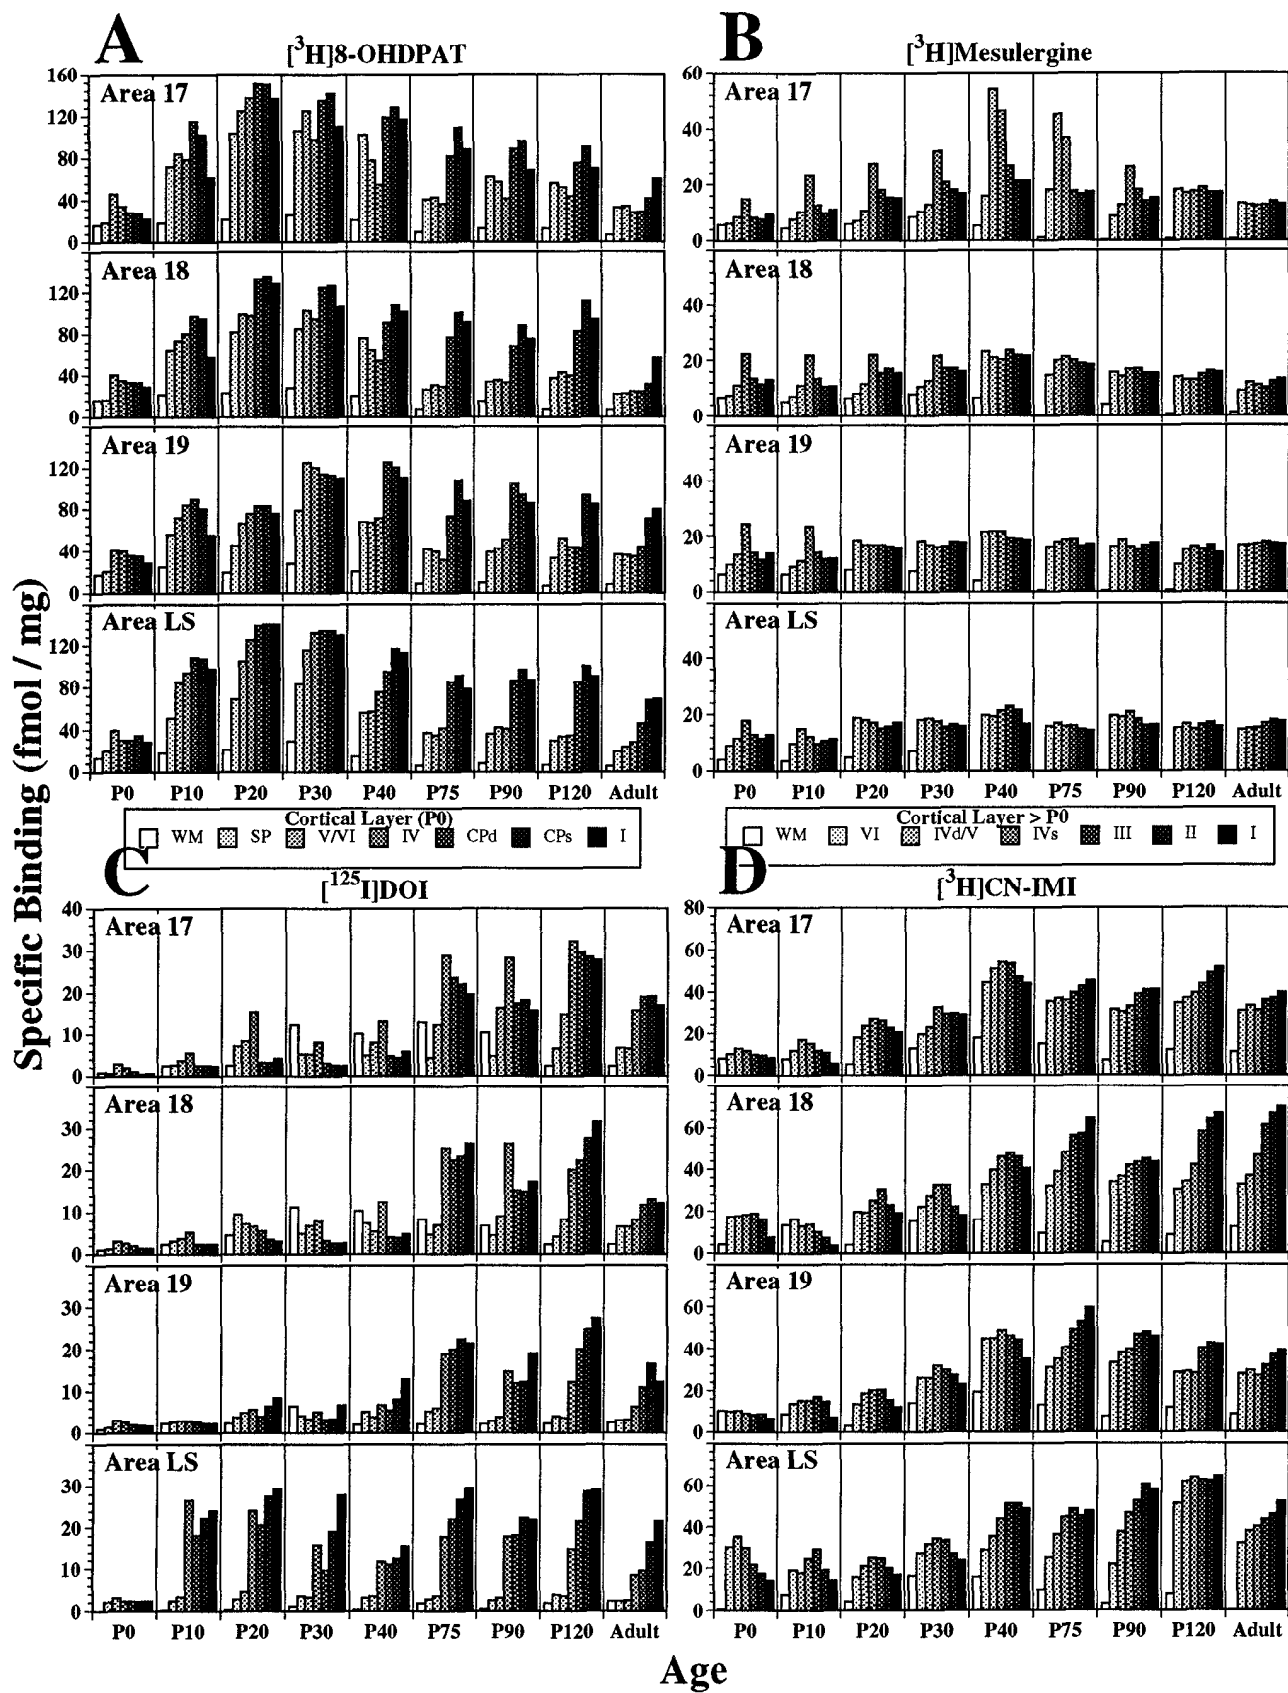 A
[³H]8-OHDPAT
160
120
80
40
0
Area 17
120
80
40
0
Area 18
120
80
40
0
Area 19
120
80
40
0
Area LS
P0 P10 P20 P30 P40 P75 P90 P120 Adult
Cortical Layer (P0)
WM SP V/VI IV CPd CPs I
B
[³H]Mesulergine
60
40
20
0
Area 17
40
20
0
Area 18
40
20
0
Area 19
40
20
0
Area LS
P0 P10 P20 P30 P40 P75 P90 P120 Adult
Cortical Layer > P0
WM VI IVd/V IVs III II I
C
[¹²⁵I]DOI
40
30
20
10
0
Area 17
30
20
10
0
Area 18
30
20
10
0
Area 19
30
20
10
0
Area LS
P0 P10 P20 P30 P40 P75 P90 P120 Adult
D
[³H]CN-IMI
80
60
40
20
0
Area 17
60
40
20
0
Area 18
60
40
20
0
Area 19
60
40
20
0
Area LS
P0 P10 P20 P30 P40 P75 P90 P120 Adult
Specific Binding (fmol / mg)
Age